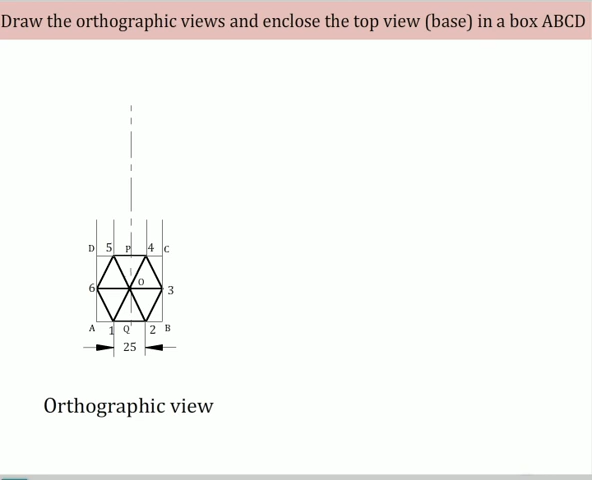 Draw the orthographic views and enclose the top view (base) in a box ABCD
D 5 P 4 C
6 O 3
A 1 Q 2 B
25
Orthographic view